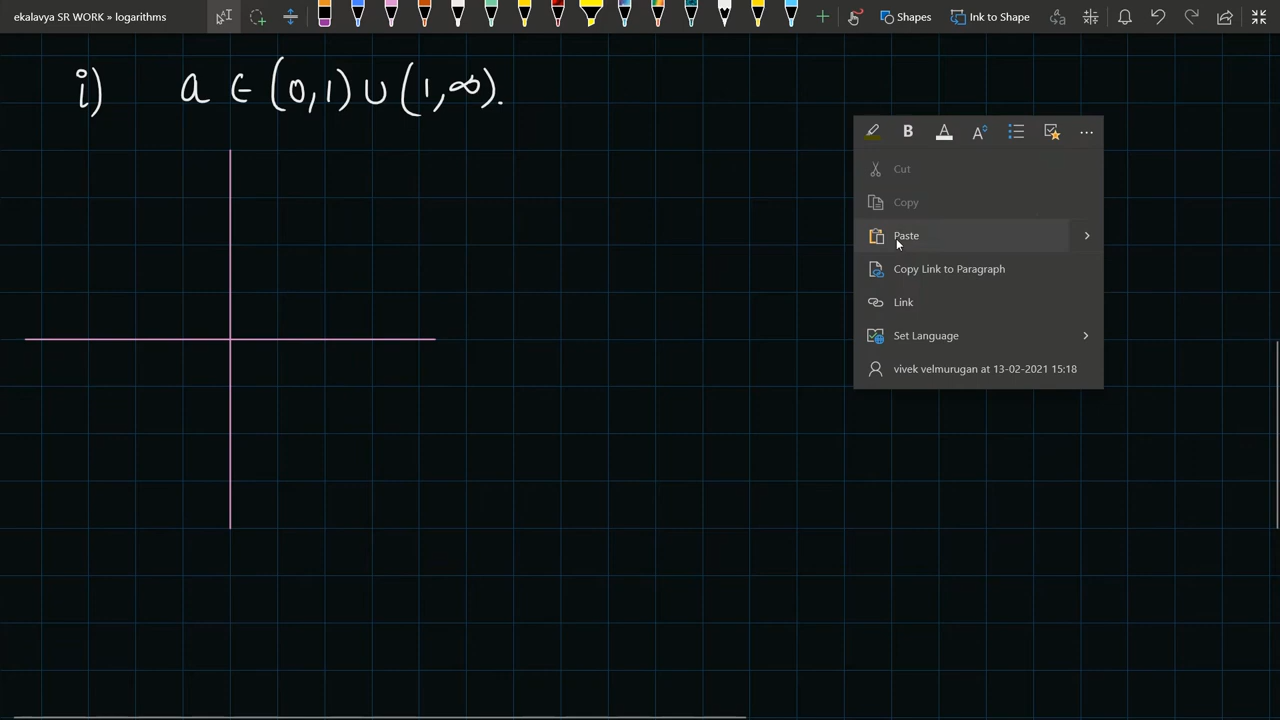 ekalavya SR WORK » logarithms
Shapes
Ink to Shape
i) a ∈ (0,1) ∪ (1,∞).
B A A
Cut
Copy
Paste
Copy Link to Paragraph
Link
Set Language
vivek velmurugan at 13-02-2021 15:18